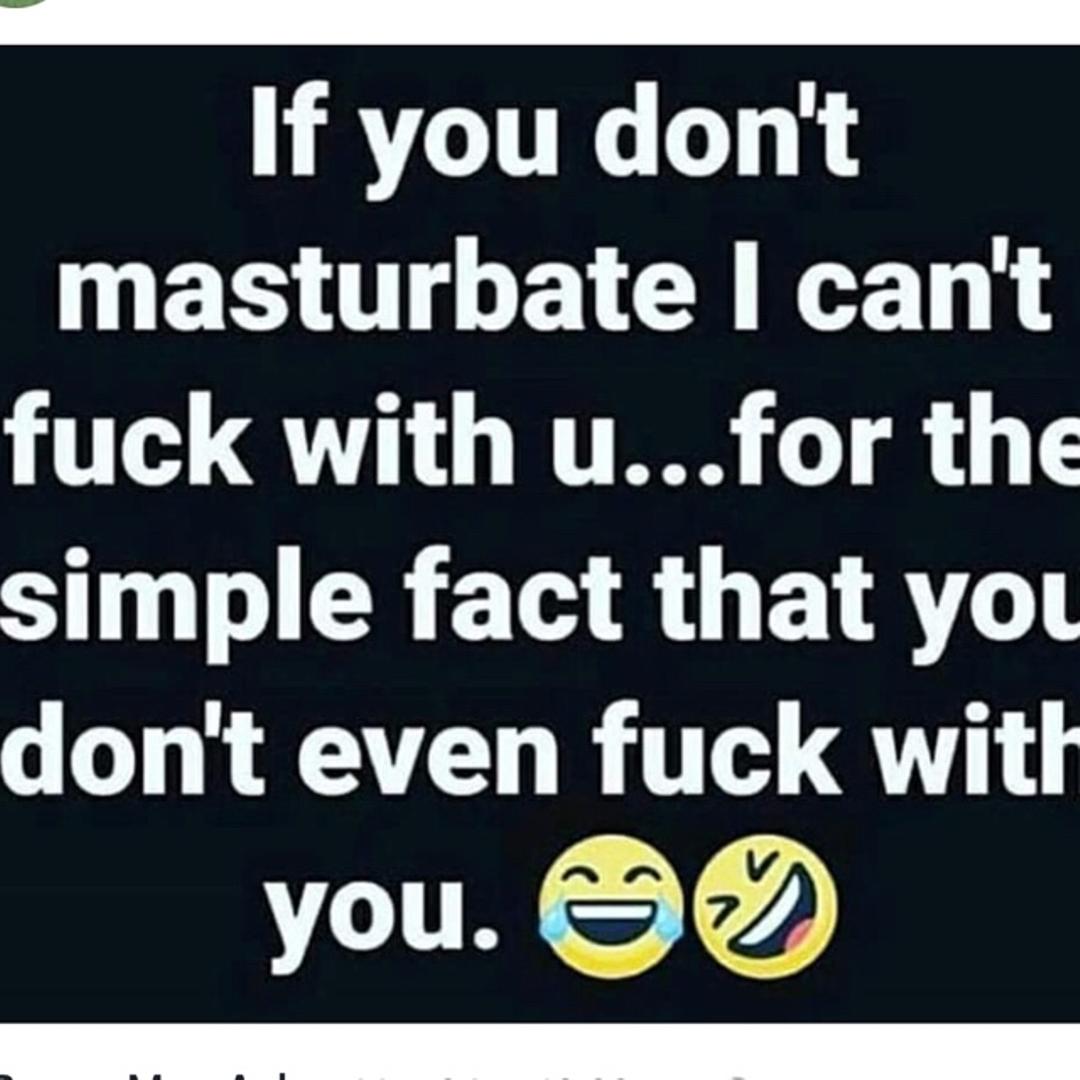 If you don't
masturbate I can't
fuck with u...for the
simple fact that you
don't even fuck with
you. 😂🤣